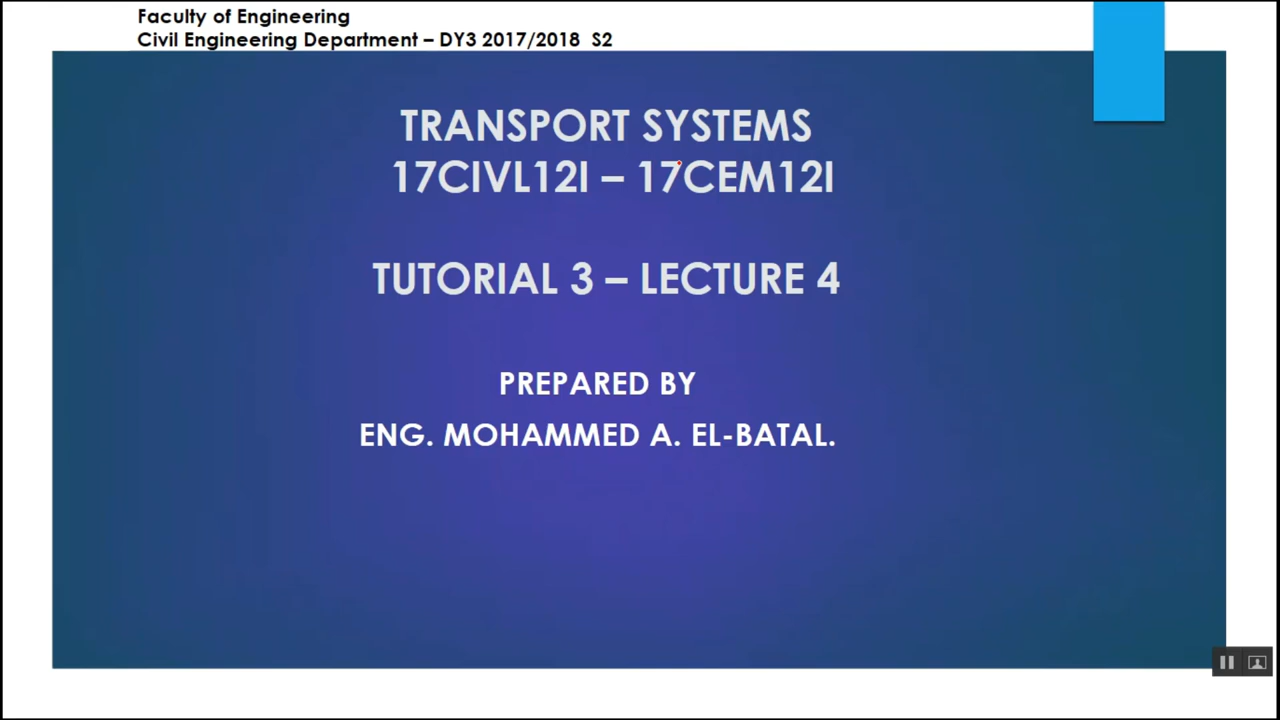 Faculty of Engineering
Civil Engineering Department – DY3 2017/2018 S2
TRANSPORT SYSTEMS
17CIVL12I – 17CEM12I
TUTORIAL 3 – LECTURE 4
PREPARED BY
ENG. MOHAMMED A. EL-BATAL.